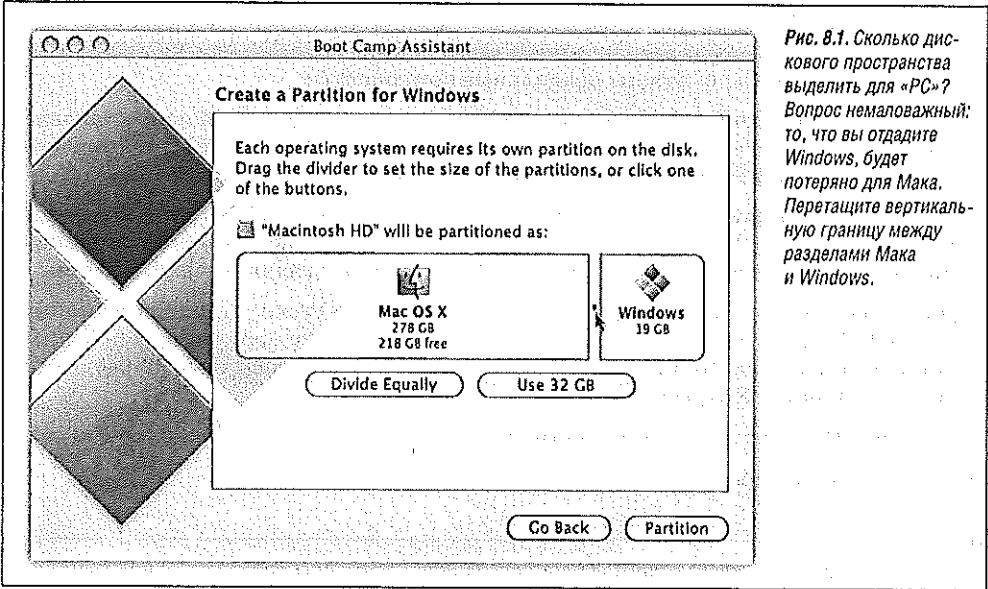 Boot Camp Assistant
Create a Partition for Windows
Each operating system requires its own partition on the disk.
Drag the divider to set the size of the partitions, or click one
of the buttons.
"Macintosh HD" will be partitioned as:
Mac OS X
278 GB
218 GB free
Windows
19 GB
Divide Equally
Use 32 GB
Go Back
Partition
Рис. 8.1. Сколько дис-
кового пространства
выделить для «PC»?
Вопрос немаловажный:
то, что вы отдадите
Windows, будет
потеряно для Мака.
Перетащите вертикаль-
ную границу между
разделами Мака
и Windows.